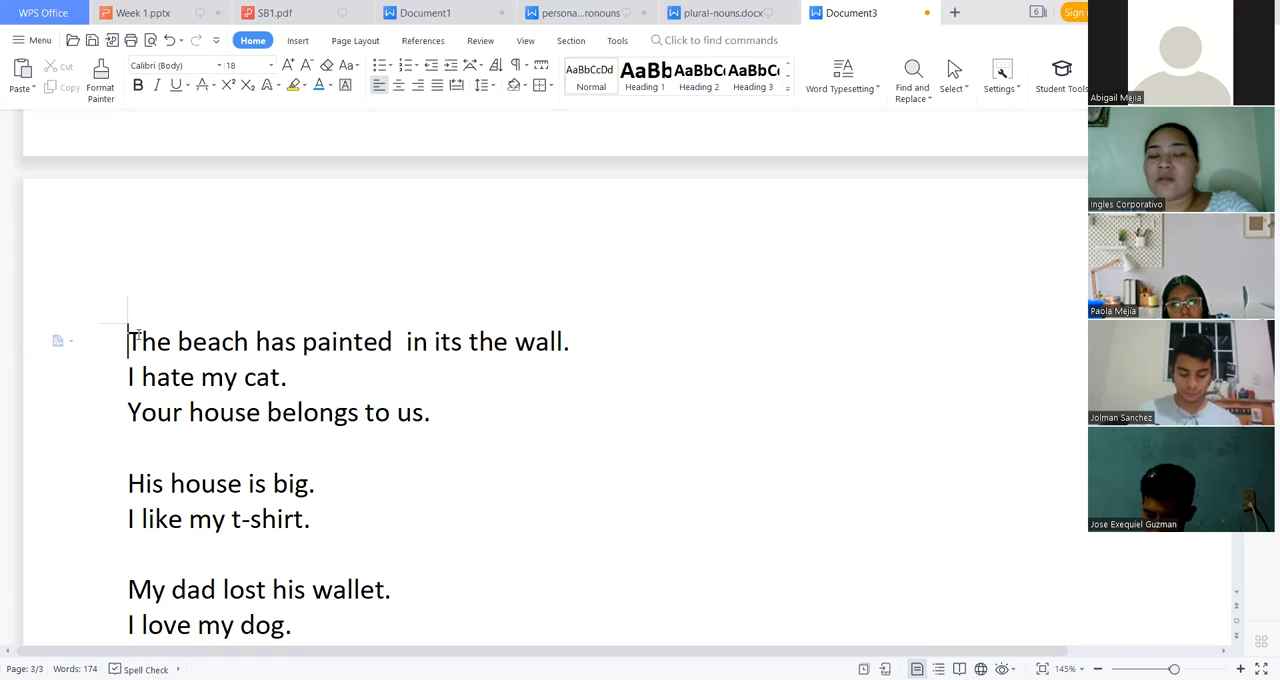 WPS Office Week 1.pptx SB1.pdf Document1 persona...ronouns plural-nouns.docx Document3 6 Sign
Menu Home Insert Page Layout References Review View Section Tools Click to find commands
Paste Cut Copy Format Painter Calibri (Body) 18 AaBbCcDd Normal AaBb Heading 1 AaBbC Heading 2 AaBbC Heading 3 Word Typesetting Find and Replace Select Settings Student Tools
Abigail Mejia
Ingles Corporativo
Paola Mejía
Jolman Sanchez
Jose Exequiel Guzman
The beach has painted  in its the wall.
I hate my cat.
Your house belongs to us.
His house is big.
I like my t-shirt.
My dad lost his wallet.
I love my dog.
Page: 3/3 Words: 174 Spell Check 145%